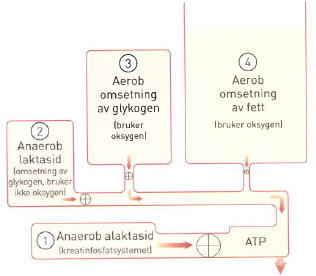 3
Aerob
omsetning
av glykogen
(bruker
oksygen)
4
Aerob
omsetning
av fett
(bruker oksygen)
2
Anaerob
laktasid
(omsetning av
glykogen, bruker
ikke oksygen)
1 Anaerob alaktasid
(kreatinfosfatsystemet)
ATP